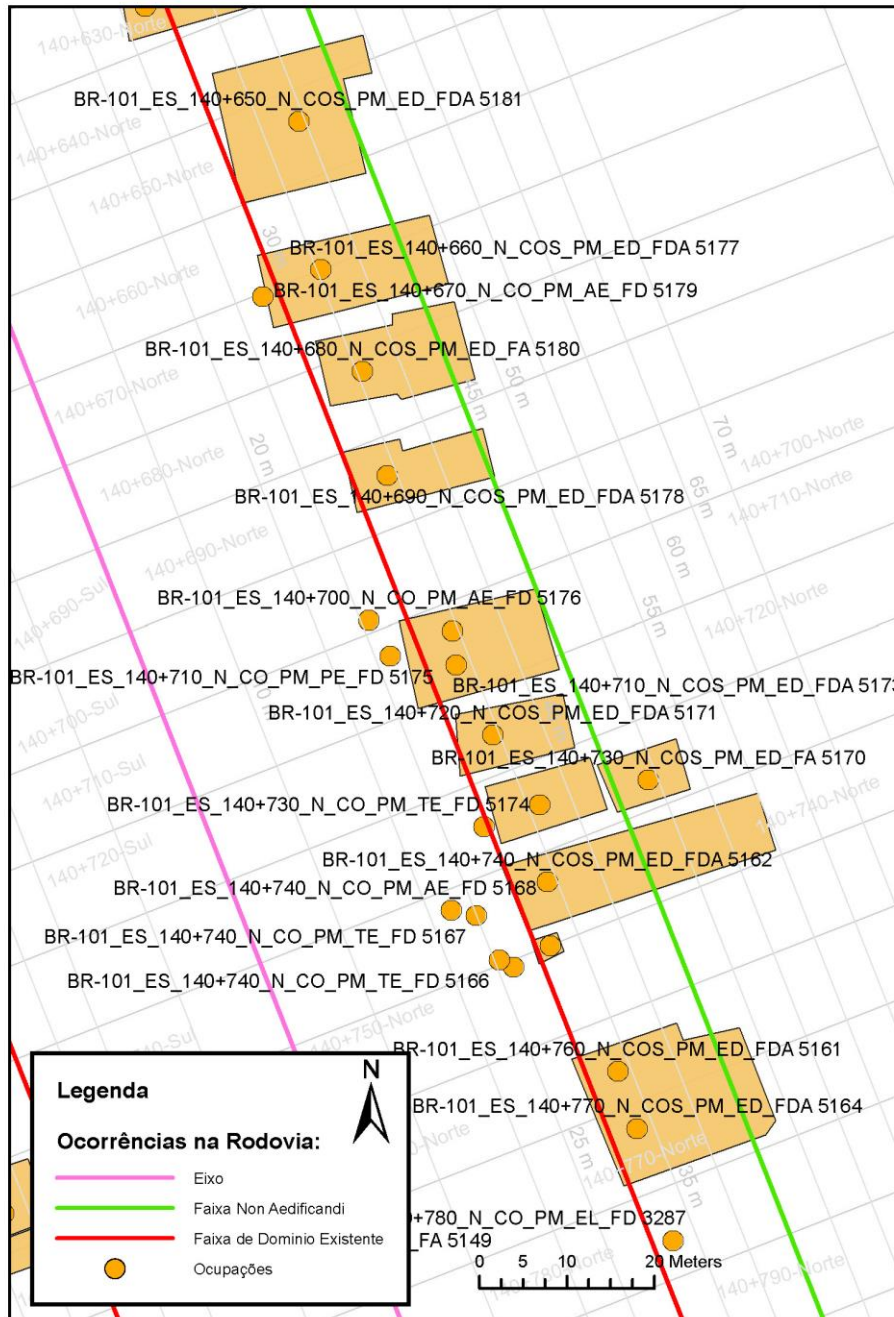 140+630-Norte
BR-101_ES_140+650_N_COS_PM_ED_FDA 5181
140+640-Norte
140+650-Norte
30 m
BR-101_ES_140+660_N_COS_PM_ED_FDA 5177
140+660-Norte
BR-101_ES_140+670_N_CO_PM_AE_FD 5179
BR-101_ES_140+680_N_COS_PM_ED_FA 5180
140+670-Norte
45 m
50 m
20 m
70 m
140+700-Norte
140+680-Norte
BR-101_ES_140+690_N_COS_PM_ED_FDA 5178
65 m
140+710-Norte
140+690-Norte
60 m
140+690-Sul
BR-101_ES_140+700_N_CO_PM_AE_FD 5176
55 m
140+720-Norte
BR-101_ES_140+710_N_CO_PM_PE_FD 5175
BR-101_ES_140+710_N_COS_PM_ED_FDA 5173
140+700-Sul
BR-101_ES_140+720_N_COS_PM_ED_FDA 5171
BR-101_ES_140+730_N_COS_PM_ED_FA 5170
140+710-Sul
BR-101_ES_140+730_N_CO_PM_TE_FD 5174
140+740-Norte
140+720-Sul
BR-101_ES_140+740_N_COS_PM_ED_FDA 5162
BR-101_ES_140+740_N_CO_PM_AE_FD 5168
BR-101_ES_140+740_N_CO_PM_TE_FD 5167
BR-101_ES_140+740_N_CO_PM_TE_FD 5166
140+750-Norte
BR-101_ES_140+760_N_COS_PM_ED_FDA 5161
BR-101_ES_140+770_N_COS_PM_ED_FDA 5164
25 m
140+770-Norte
35 m
+780_N_CO_PM_EL_FD 3287
_FA 5149
140+780-Norte
140+790-Norte
0 5 10 20 Meters
N
Legenda
Ocorrências na Rodovia:
Eixo
Faixa Non Aedificandi
Faixa de Dominio Existente
Ocupações